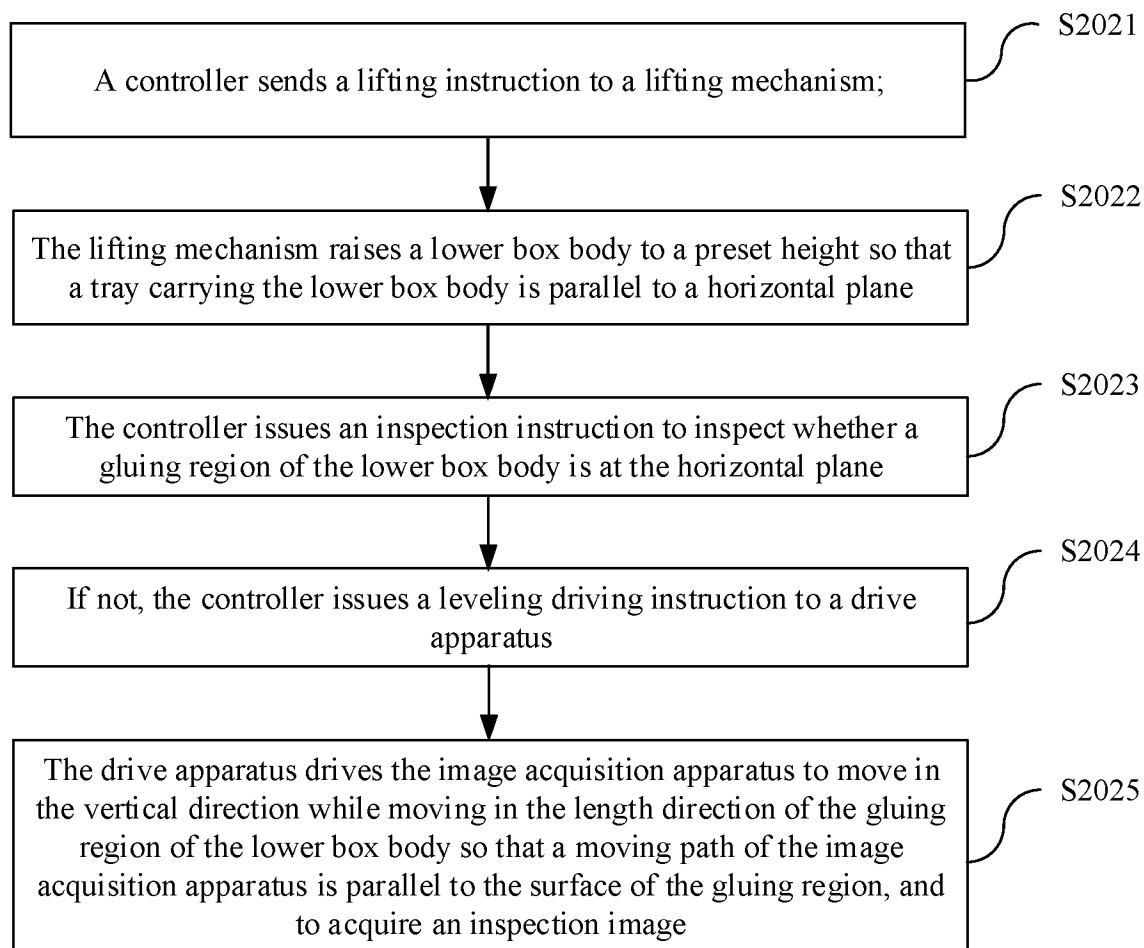 S2021
A controller sends a lifting instruction to a lifting mechanism;
S2022
The lifting mechanism raises a lower box body to a preset height so that
a tray carrying the lower box body is parallel to a horizontal plane
S2023
The controller issues an inspection instruction to inspect whether a
gluing region of the lower box body is at the horizontal plane
S2024
If not, the controller issues a leveling driving instruction to a drive
apparatus
S2025
The drive apparatus drives the image acquisition apparatus to move in
the vertical direction while moving in the length direction of the gluing
region of the lower box body so that a moving path of the image
acquisition apparatus is parallel to the surface of the gluing region, and
to acquire an inspection image